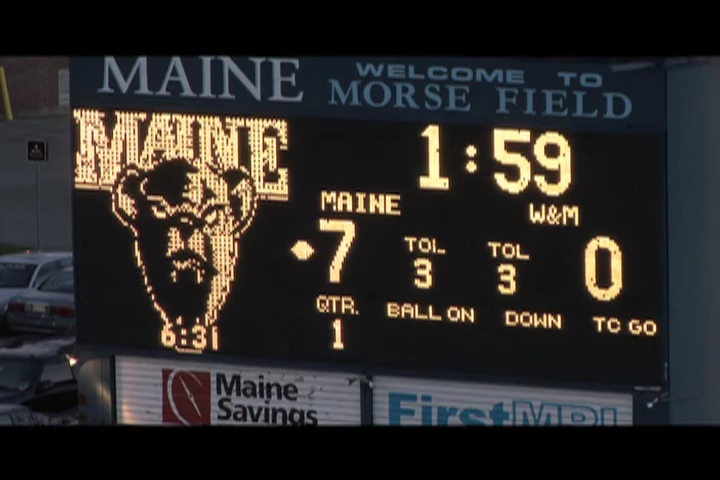 MAINE
WELCOME TO
MORSE FIELD
MAINE
1:59
MAINE
W&M
7
TOL
3
TOL
3
0
QTR.
1
BALL ON
DOWN
TO GO
6:31
Maine
Savings
FirstMRI